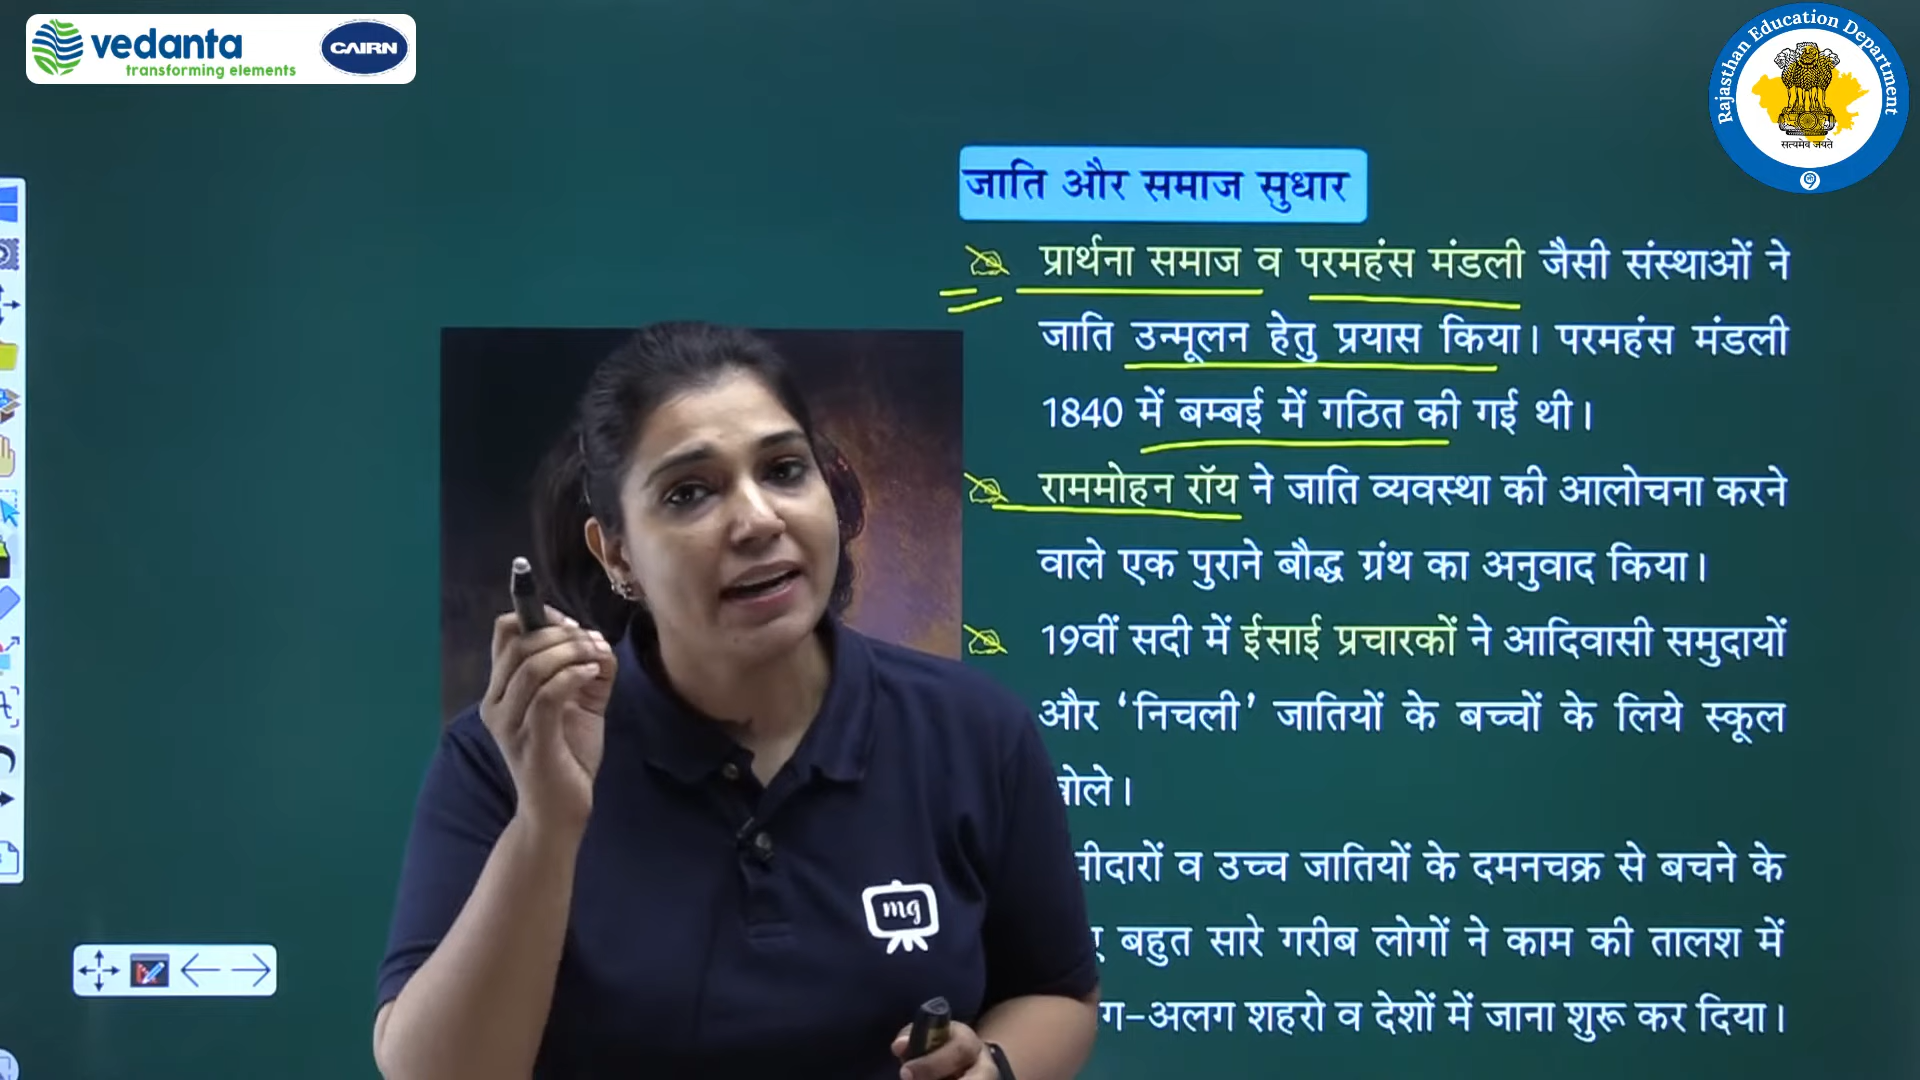 vedanta
transforming elements
CAIRN
Rajasthan Education Department
सत्यमेव जयते
जाति और समाज सुधार
प्रार्थना समाज व परमहंस मंडली जैसी संस्थाओं ने
जाति उन्मूलन हेतु प्रयास किया। परमहंस मंडली
1840 में बम्बई में गठित की गई थी।
राममोहन रॉय ने जाति व्यवस्था की आलोचना करने
वाले एक पुराने बौद्ध ग्रंथ का अनुवाद किया।
19वीं सदी में ईसाई प्रचारकों ने आदिवासी समुदायों
और ‘निचली’ जातियों के बच्चों के लिये स्कूल
व उच्च जातियों के दमनचक्र से बचने के
बहुत सारे गरीब लोगों ने काम की तालश में
अलग शहरो व देशों में जाना शुरू कर दिया।
mg